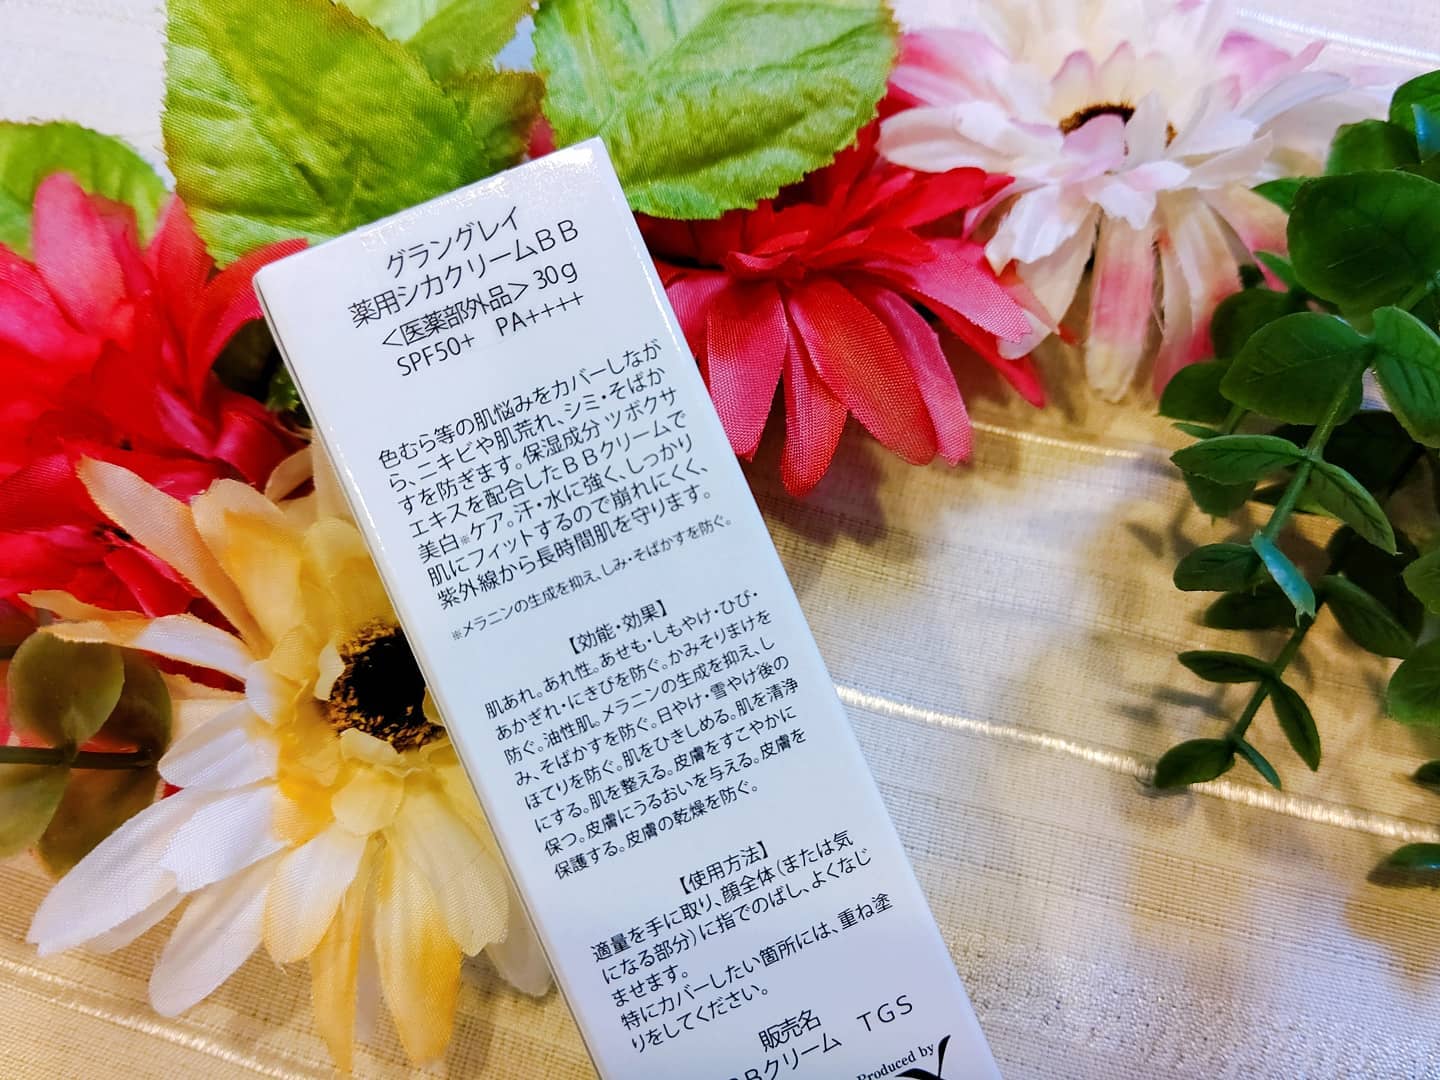 グラングレイ
薬用シカクリームBB
<医薬部外品> 30g
SPF50+ PA++++
色むら等の肌悩みをカバーしなが
ら、ニキビや肌荒れ、シミ・そばか
すを防ぎます。保湿成分 ツボクサ
エキスを配合したBBクリームで
美白※ケア。汗・水に強く、しっかり
肌にフィットするので崩れにくく、
紫外線から長時間肌を守ります。
※メラニンの生成を抑え、しみ・そばかすを防ぐ。
【効能・効果】
肌あれ。あれ性。あせも・しもやけ・ひび・
あかぎれ・にきびを防ぐ。かみそりまけを
防ぐ。油性肌。メラニンの生成を抑え、し
み、そばかすを防ぐ。日やけ・雪やけ後の
ほてりを防ぐ。肌をひきしめる。肌を清浄
にする。肌を整える。皮膚をすこやかに
保つ。皮膚にうるおいを与える。皮膚を
保護する。皮膚の乾燥を防ぐ。
【使用方法】
適量を手に取り、顔全体(または気
になる部分)に指でのばし、よくなじ
ませます。
特にカバーしたい箇所には、重ね塗
りをしてください。
販売名
BBクリーム TGS
Produced by